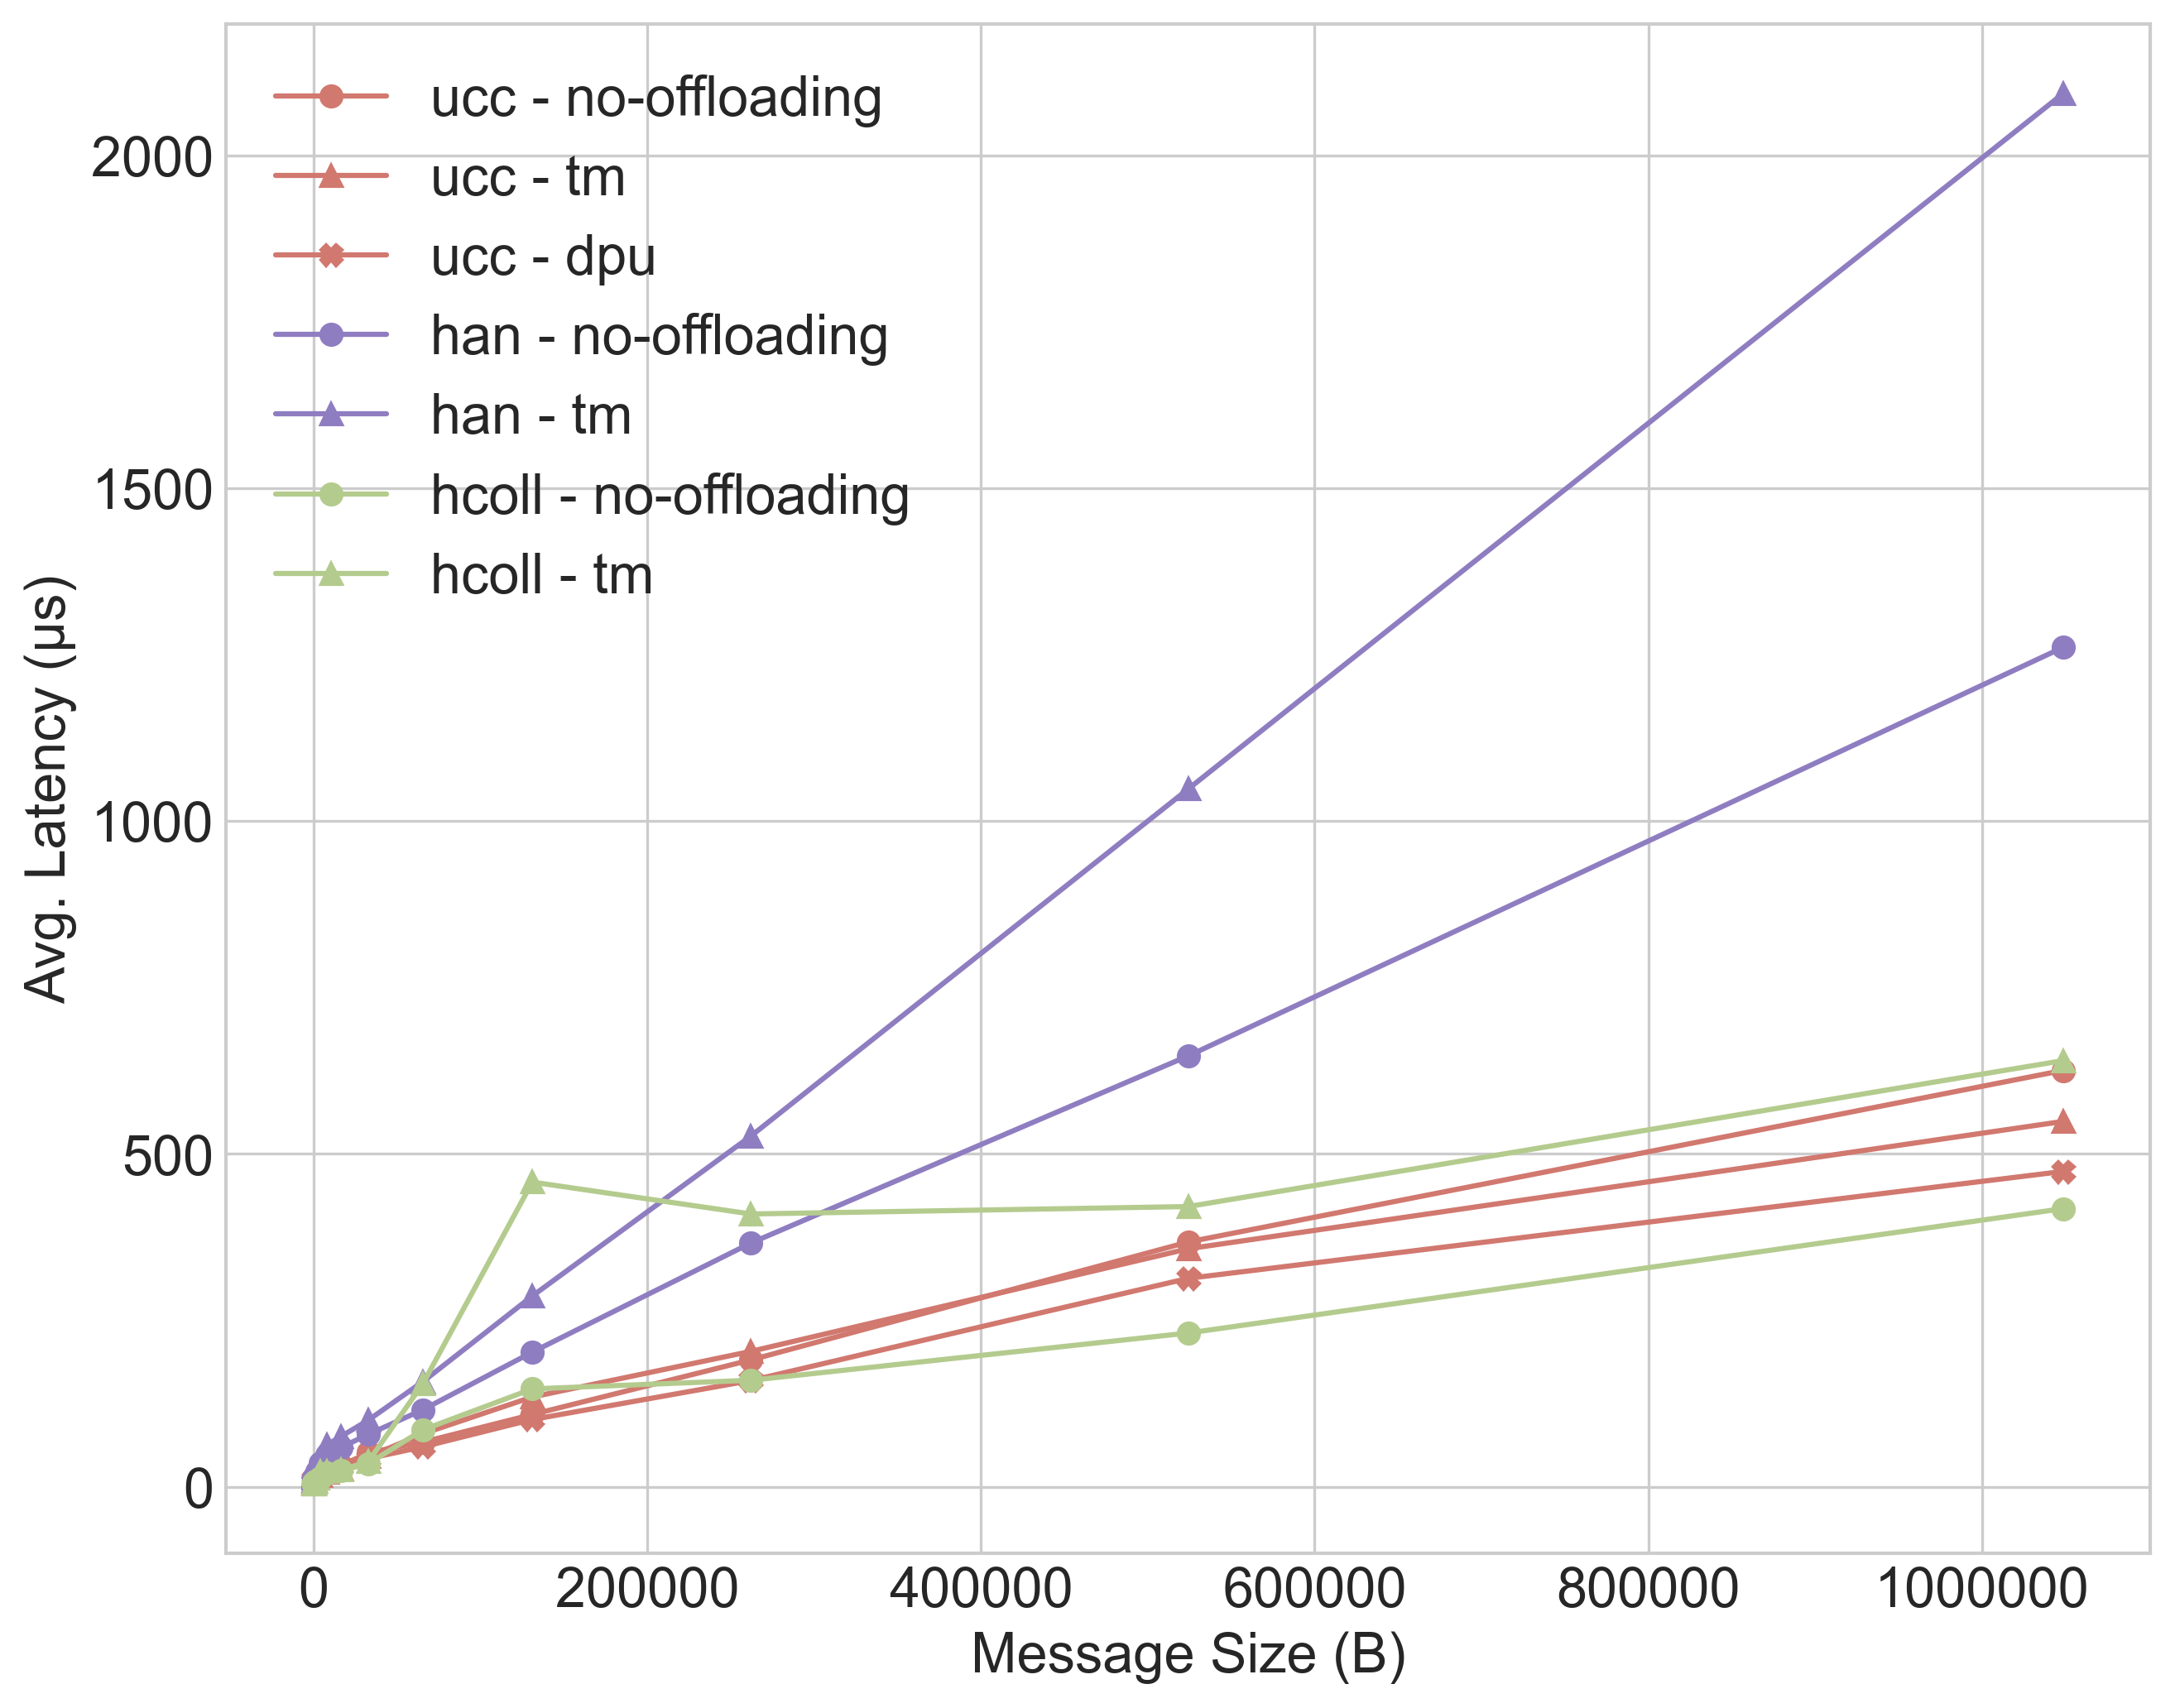 ucc - no-offloading
ucc - tm
ucc - dpu
han - no-offloading
han - tm
hcoll - no-offloading
hcoll - tm
2000
1500
1000
500
0
Avg. Latency (µs)
0 200000 400000 600000 800000 1000000
Message Size (B)